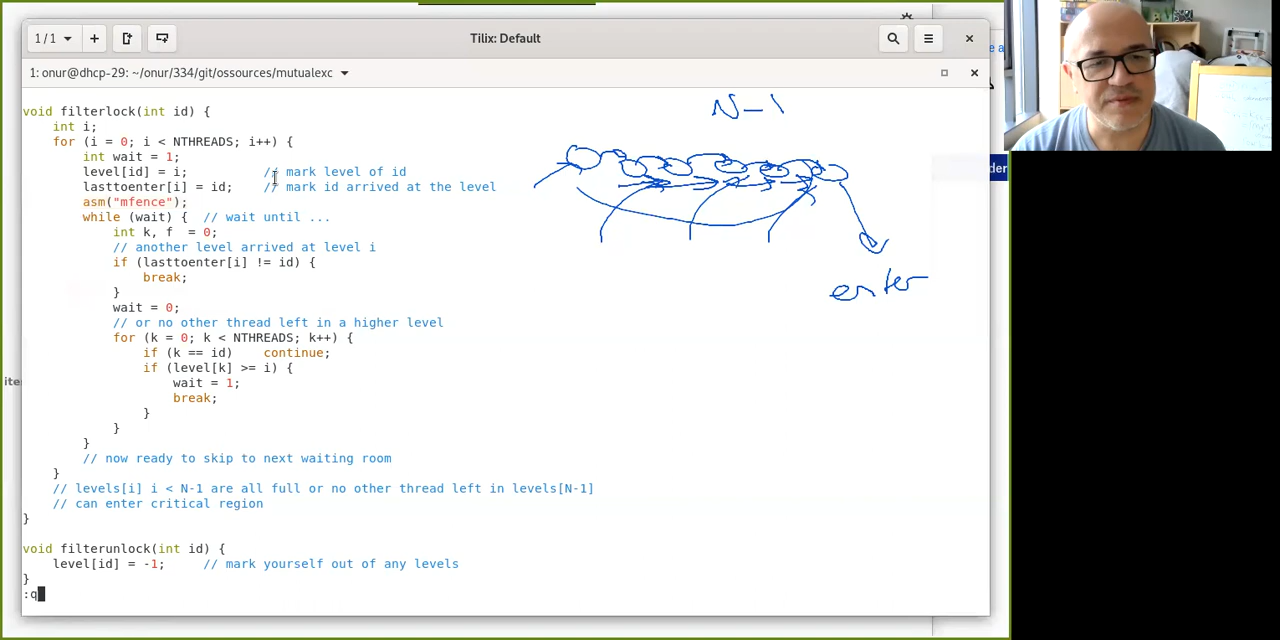 1/1
Tilix: Default
1: onur@dhcp-29: ~/onur/334/git/ossources/mutualexc
void filterlock(int id) {
    int i;
    for (i = 0; i < NTHREADS; i++) {
        int wait = 1;
        level[id] = i;          // mark level of id
        lasttoenter[i] = id;    // mark id arrived at the level
        asm("mfence");
        while (wait) {  // wait until ...
            int k, f  = 0;
            // another level arrived at level i
            if (lasttoenter[i] != id) {
                break;
            }
            wait = 0;
            // or no other thread left in a higher level
            for (k = 0; k < NTHREADS; k++) {
                if (k == id)    continue;
                if (level[k] >= i) {
                    wait = 1;
                    break;
                }
            }
        }
        // now ready to skip to next waiting room
    }
    // levels[i] i < N-1 are all full or no other thread left in levels[N-1]
    // can enter critical region
}
void filterunlock(int id) {
    level[id] = -1;     // mark yourself out of any levels
}
:q
N-1
enter